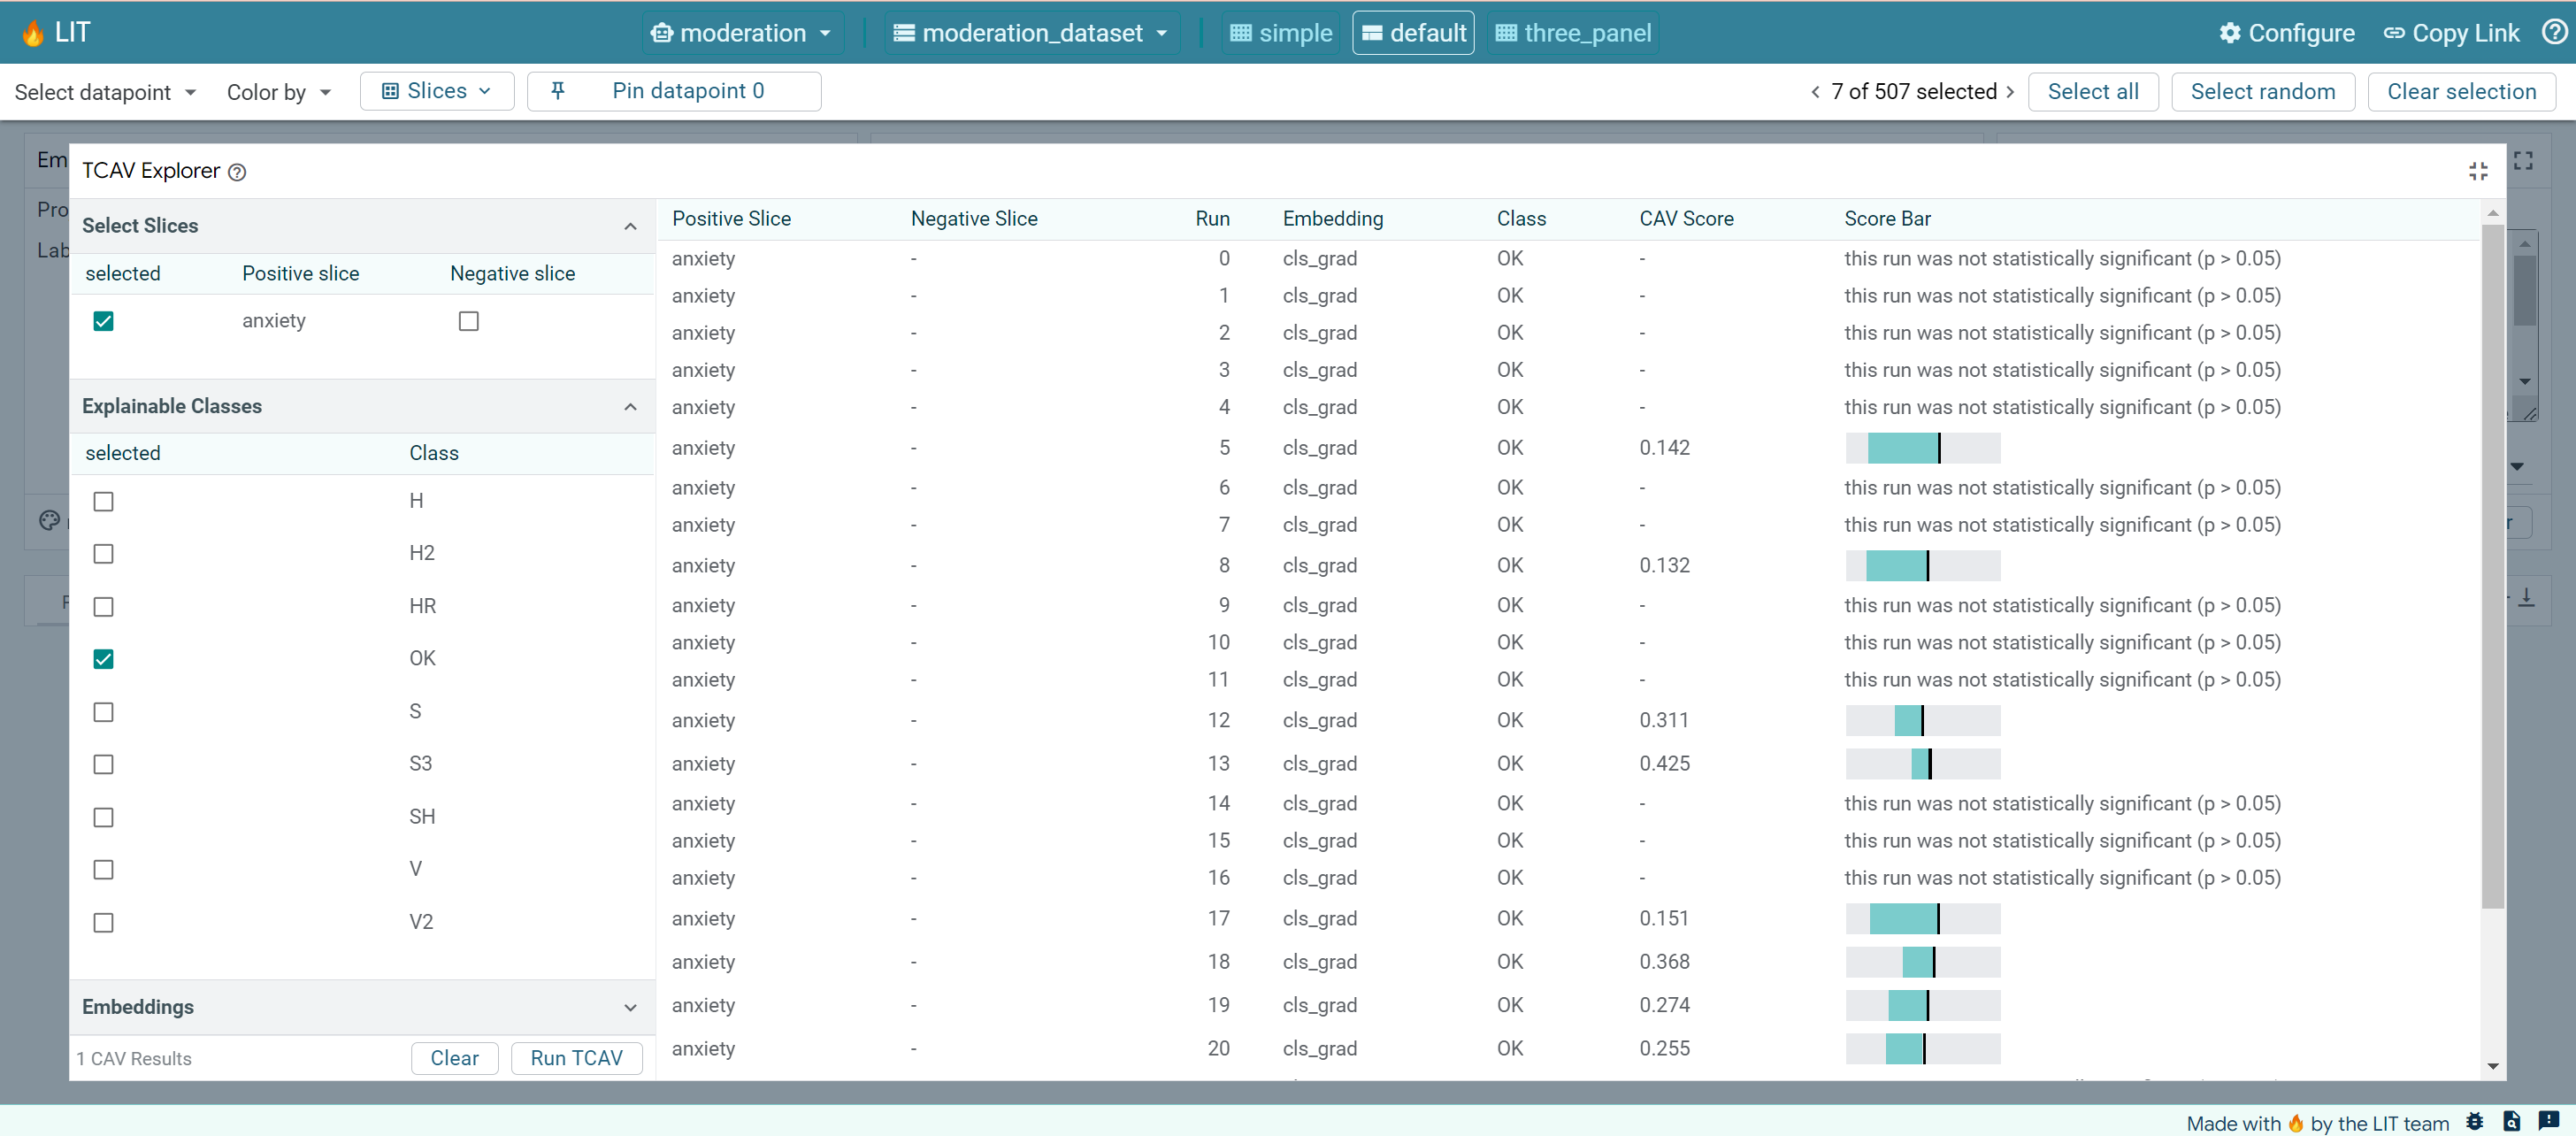 LIT moderation moderation_dataset simple default three_panel Configure Copy Link
Select datapoint Color by Slices Pin datapoint 0 7 of 507 selected Select all Select random Clear selection
Em
Pro
Lab
TCAV Explorer
Select Slices
selected Positive slice Negative slice
anxiety
Explainable Classes
selected Class
H
H2
HR
OK
S
S3
SH
V
V2
Embeddings
1 CAV Results Clear Run TCAV
Positive Slice Negative Slice Run Embedding Class CAV Score Score Bar
anxiety - 0 cls_grad OK - this run was not statistically significant (p > 0.05)
anxiety - 1 cls_grad OK - this run was not statistically significant (p > 0.05)
anxiety - 2 cls_grad OK - this run was not statistically significant (p > 0.05)
anxiety - 3 cls_grad OK - this run was not statistically significant (p > 0.05)
anxiety - 4 cls_grad OK - this run was not statistically significant (p > 0.05)
anxiety - 5 cls_grad OK 0.142
anxiety - 6 cls_grad OK - this run was not statistically significant (p > 0.05)
anxiety - 7 cls_grad OK - this run was not statistically significant (p > 0.05)
anxiety - 8 cls_grad OK 0.132
anxiety - 9 cls_grad OK - this run was not statistically significant (p > 0.05)
anxiety - 10 cls_grad OK - this run was not statistically significant (p > 0.05)
anxiety - 11 cls_grad OK - this run was not statistically significant (p > 0.05)
anxiety - 12 cls_grad OK 0.311
anxiety - 13 cls_grad OK 0.425
anxiety - 14 cls_grad OK - this run was not statistically significant (p > 0.05)
anxiety - 15 cls_grad OK - this run was not statistically significant (p > 0.05)
anxiety - 16 cls_grad OK - this run was not statistically significant (p > 0.05)
anxiety - 17 cls_grad OK 0.151
anxiety - 18 cls_grad OK 0.368
anxiety - 19 cls_grad OK 0.274
anxiety - 20 cls_grad OK 0.255
Made with 🔥 by the LIT team